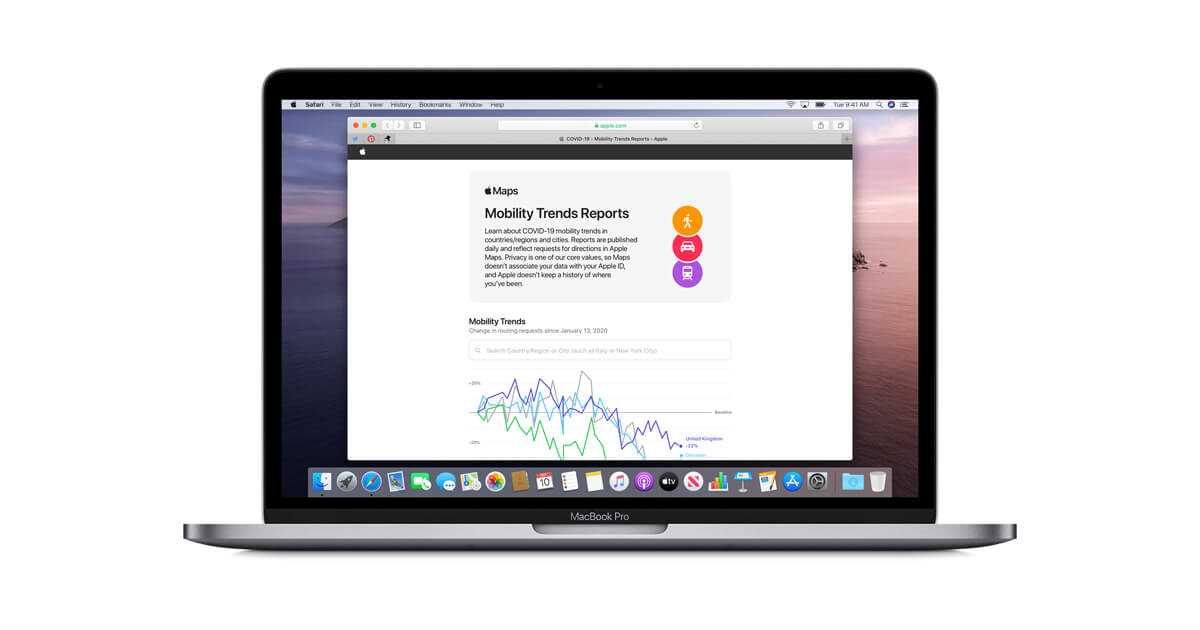 Safari File Edit View History Bookmarks Window Help Tue 9:41 AM
apple.com
COVID-19 - Mobility Trends Reports - Apple
Maps
Mobility Trends Reports
Learn about COVID-19 mobility trends in
countries/regions and cities. Reports are published
daily and reflect requests for directions in Apple
Maps. Privacy is one of our core values, so Maps
doesn't associate your data with your Apple ID,
and Apple doesn't keep a history of where
you've been.
Mobility Trends
Change in routing requests since January 13, 2020
Search Country/Region or City (such as Italy or New York City)
+20%
Baseline
-20%
United Kingdom
-22%
10
tv
MacBook Pro